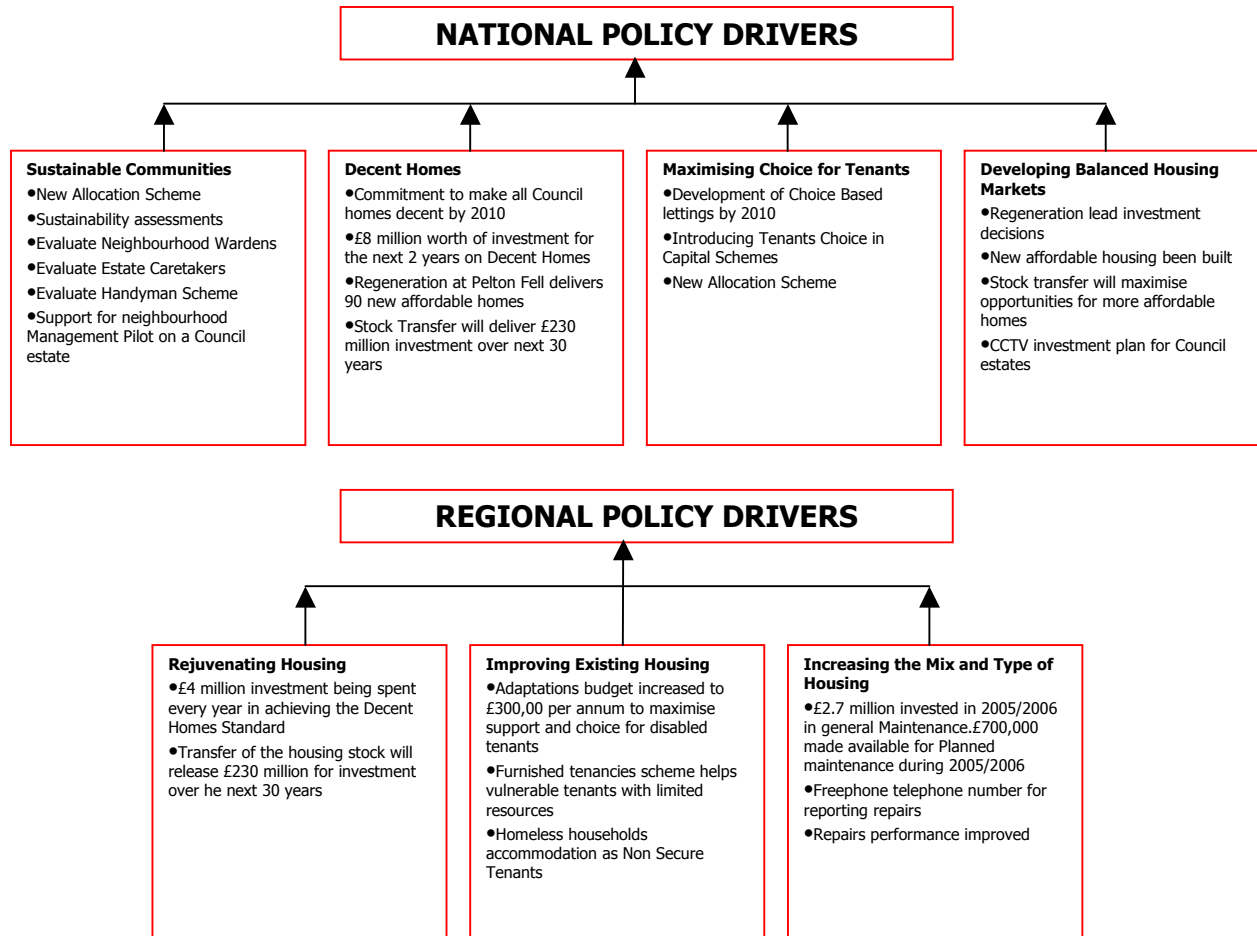 NATIONAL POLICY DRIVERS
Sustainable Communities
●New Allocation Scheme
●Sustainability assessments
●Evaluate Neighbourhood Wardens
●Evaluate Estate Caretakers
●Evaluate Handyman Scheme
●Support for neighbourhood
Management Pilot on a Council
estate
Decent Homes
●Commitment to make all Council
homes decent by 2010
●£8 million worth of investment for
the next 2 years on Decent Homes
●Regeneration at Pelton Fell delivers
90 new affordable homes
●Stock Transfer will deliver £230
million investment over next 30
years
Maximising Choice for Tenants
●Development of Choice Based
lettings by 2010
●Introducing Tenants Choice in
Capital Schemes
●New Allocation Scheme
Developing Balanced Housing
Markets
●Regeneration lead investment
decisions
●New affordable housing been built
●Stock transfer will maximise
opportunities for more affordable
homes
●CCTV investment plan for Council
estates
REGIONAL POLICY DRIVERS
Rejuvenating Housing
●£4 million investment being spent
every year in achieving the Decent
Homes Standard
●Transfer of the housing stock will
release £230 million for investment
over he next 30 years
Improving Existing Housing
●Adaptations budget increased to
£300,00 per annum to maximise
support and choice for disabled
tenants
●Furnished tenancies scheme helps
vulnerable tenants with limited
resources
●Homeless households
accommodation as Non Secure
Tenants
Increasing the Mix and Type of
Housing
●£2.7 million invested in 2005/2006
in general Maintenance.£700,000
made available for Planned
maintenance during 2005/2006
●Freephone telephone number for
reporting repairs
●Repairs performance improved